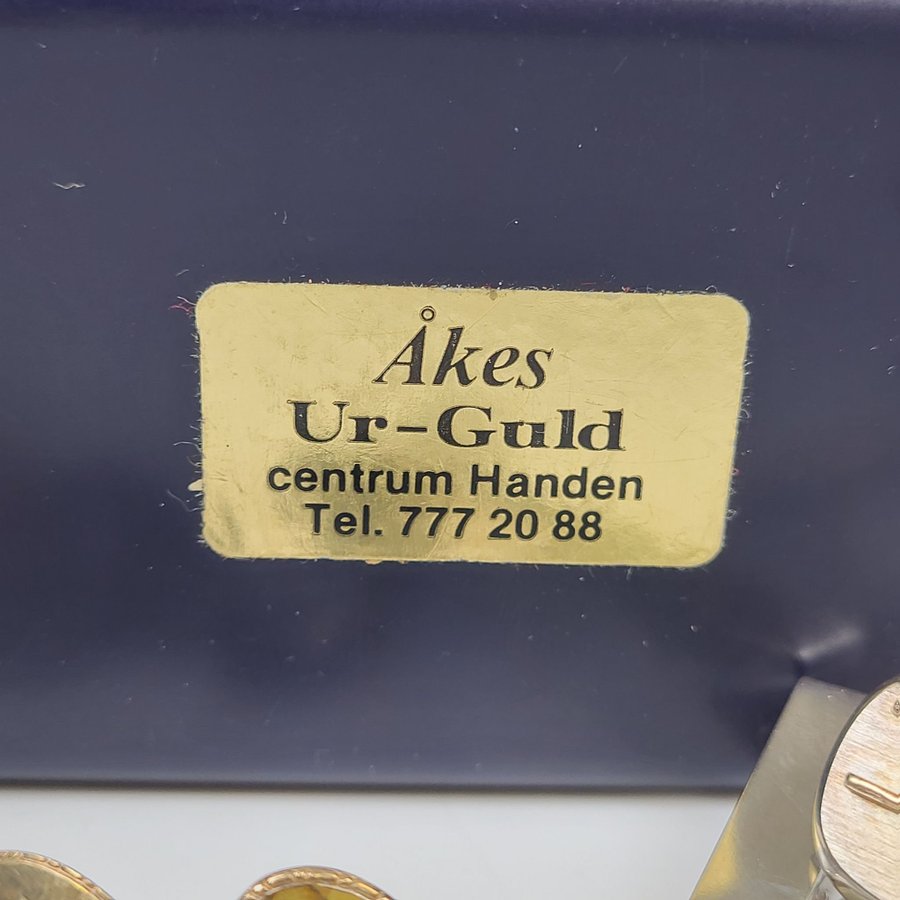 Åkes
Ur-Guld
centrum Handen
Tel. 777 20 88